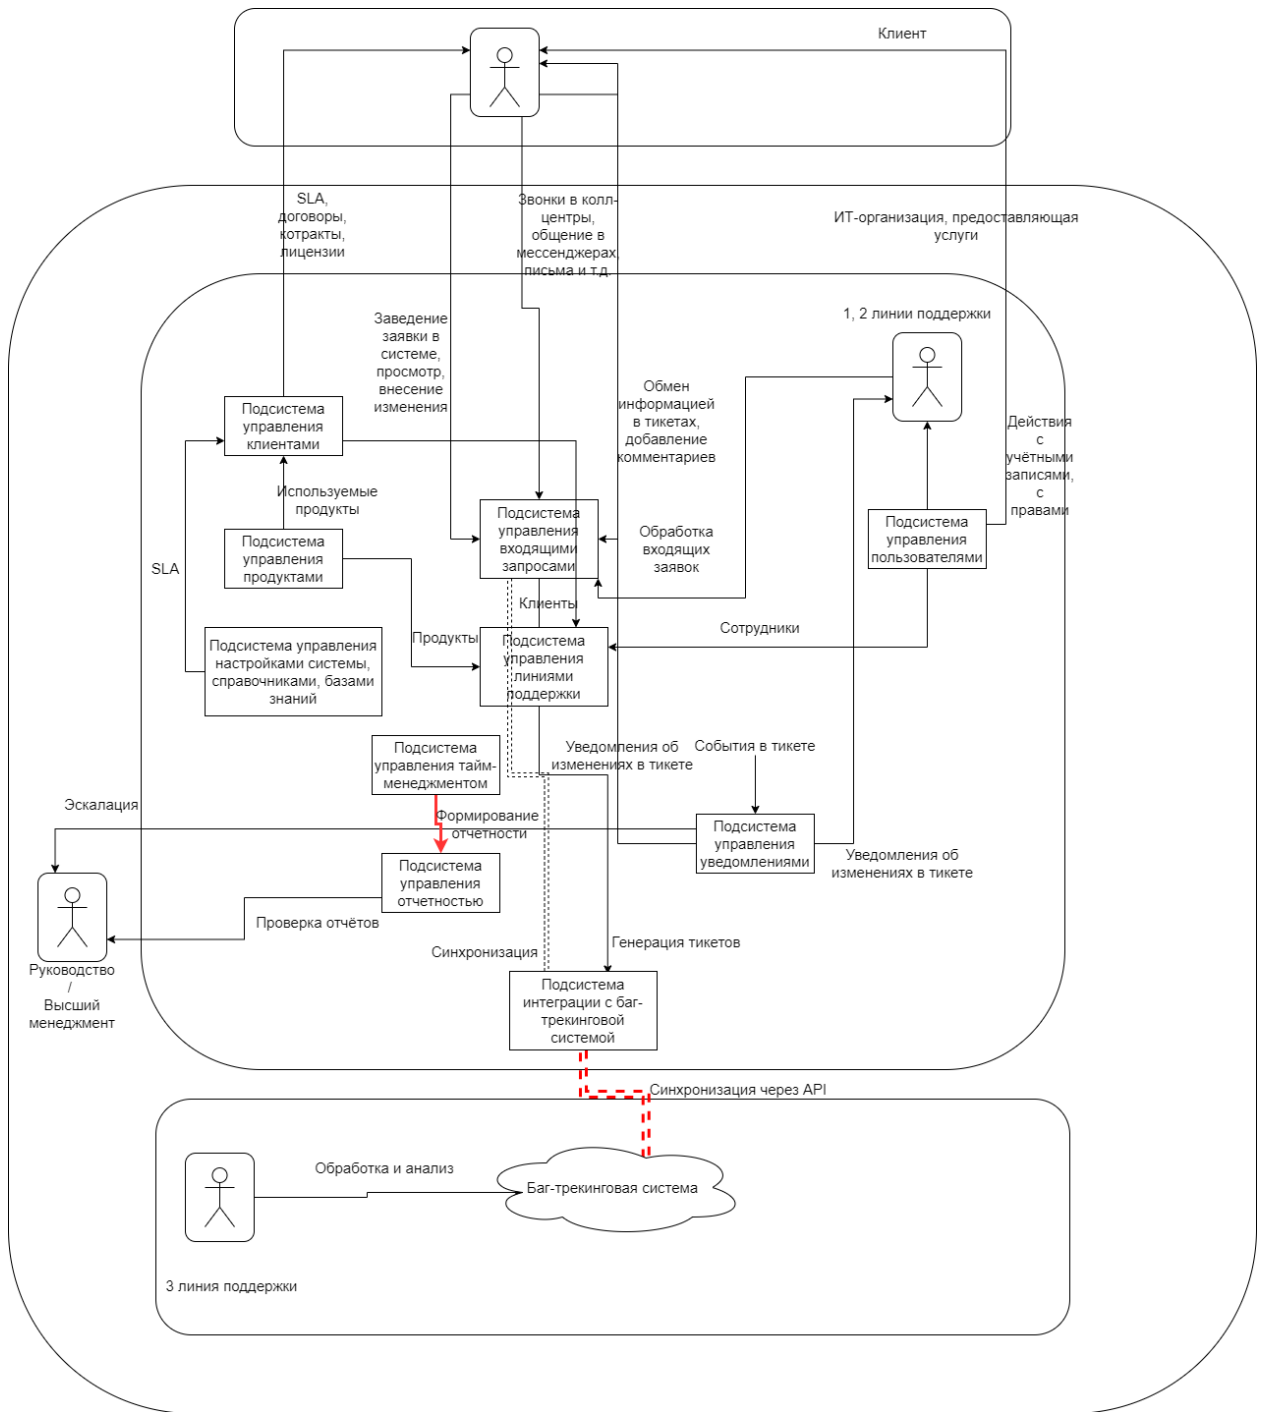 Клиент
SLA,
договоры,
котракты,
лицензии
Звонки в колл-
центры,
общение в
мессенджерах,
письма и т.д.
ИТ-организация, предоставляющая
услуги
1, 2 линии поддержки
Заведение
заявки в
системе,
просмотр,
внесение
изменения
Обмен
информацией
в тикетах,
добавление
комментариев
Действия
с
учётными
записями,
с
правами
Подсистема
управления
клиентами
Используемые
продукты
Подсистема
управления
входящими
запросами
Обработка
входящих
заявок
Подсистема
управления
пользователями
Подсистема
управления
продуктами
SLA
Клиенты
Сотрудники
Продукты
Подсистема управления
настройками системы,
справочниками, базами
знаний
Подсистема
управления
линиями
поддержки
Подсистема
управления тайм-
менеджментом
Уведомления об
изменениях в тикете
События в тикете
Эскалация
Формирование
отчетности
Подсистема
управления
уведомлениями
Уведомления об
изменениях в тикете
Подсистема
управления
отчетностью
Проверка отчётов
Синхронизация
Генерация тикетов
Руководство
/
Высший
менеджмент
Подсистема
интеграции с баг-
трекинговой
системой
Синхронизация через API
Обработка и анализ
Баг-трекинговая система
3 линия поддержки